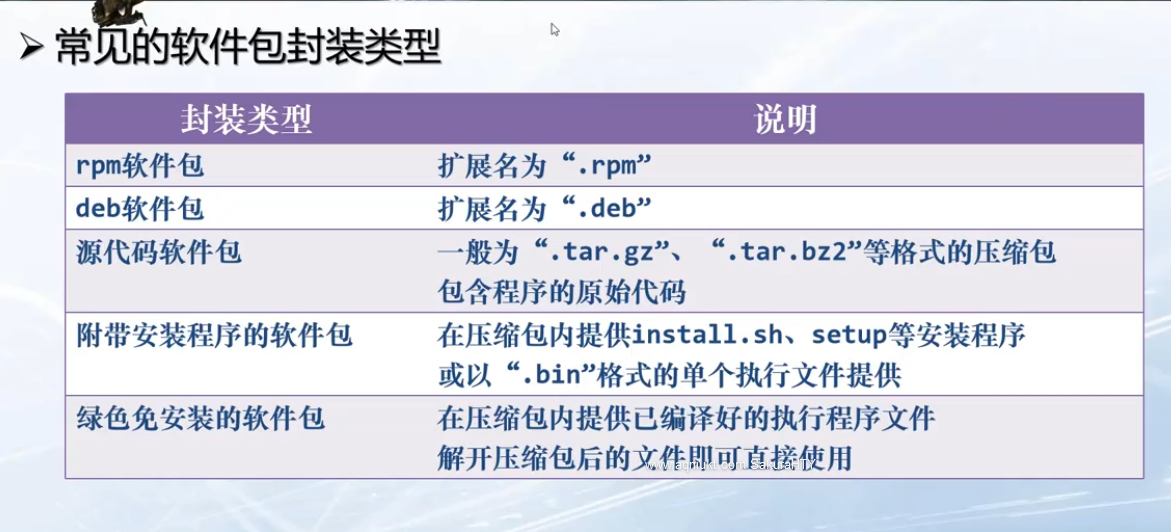 ➢ 常见的软件包封装类型
封装类型 说明
rpm软件包 扩展名为“.rpm”
deb软件包 扩展名为“.deb”
源代码软件包 一般为“.tar.gz”、“.tar.bz2”等格式的压缩包
包含程序的原始代码
附带安装程序的软件包 在压缩包内提供install.sh、setup等安装程序
或以“.bin”格式的单个执行文件提供
绿色免安装的软件包 在压缩包内提供已编译好的执行程序文件
解开压缩包后的文件即可直接使用